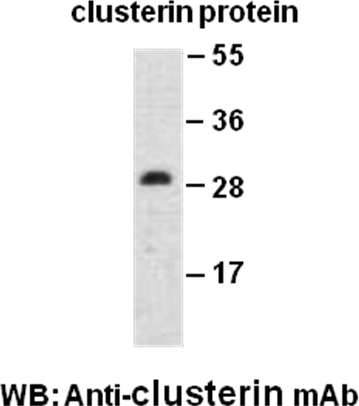 clusterin protein
– 55
– 36
– 28
– 17
WB: Anti-clusterin mAb